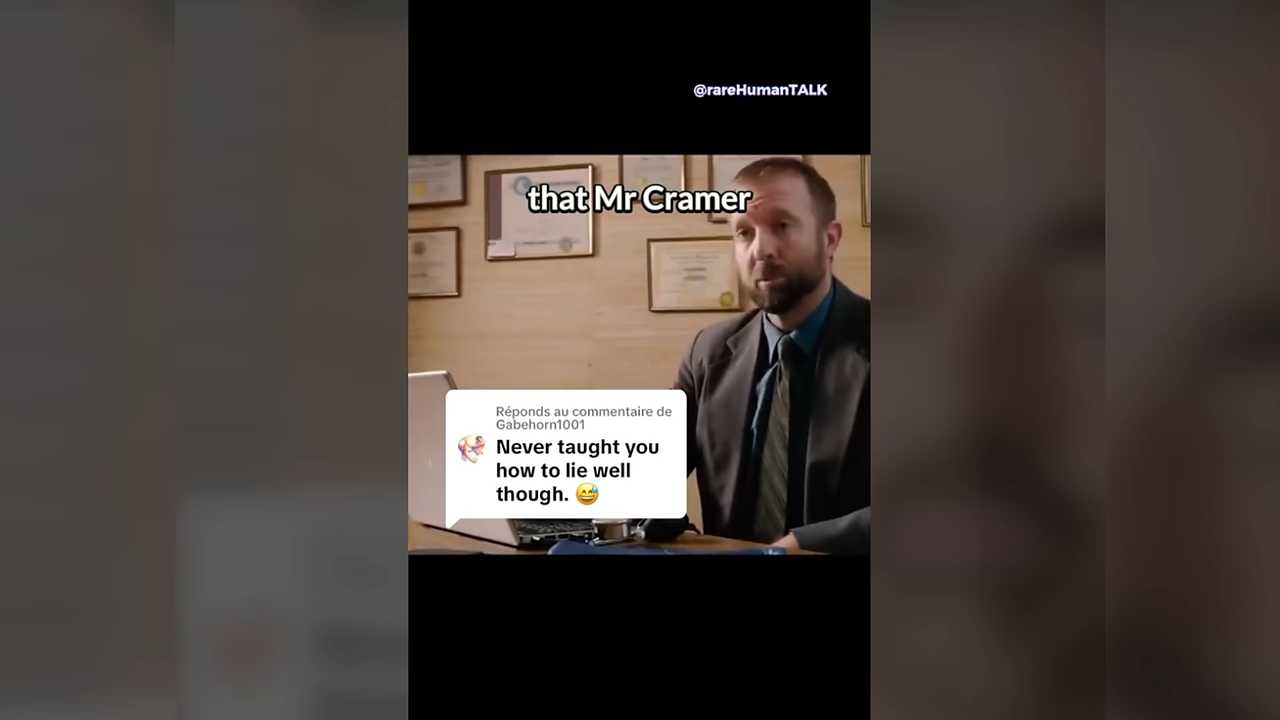 @rareHumanTALK
that Mr Cramer
Réponds au commentaire de
Gabehorn1001
Never taught you
how to lie well
though. 😅